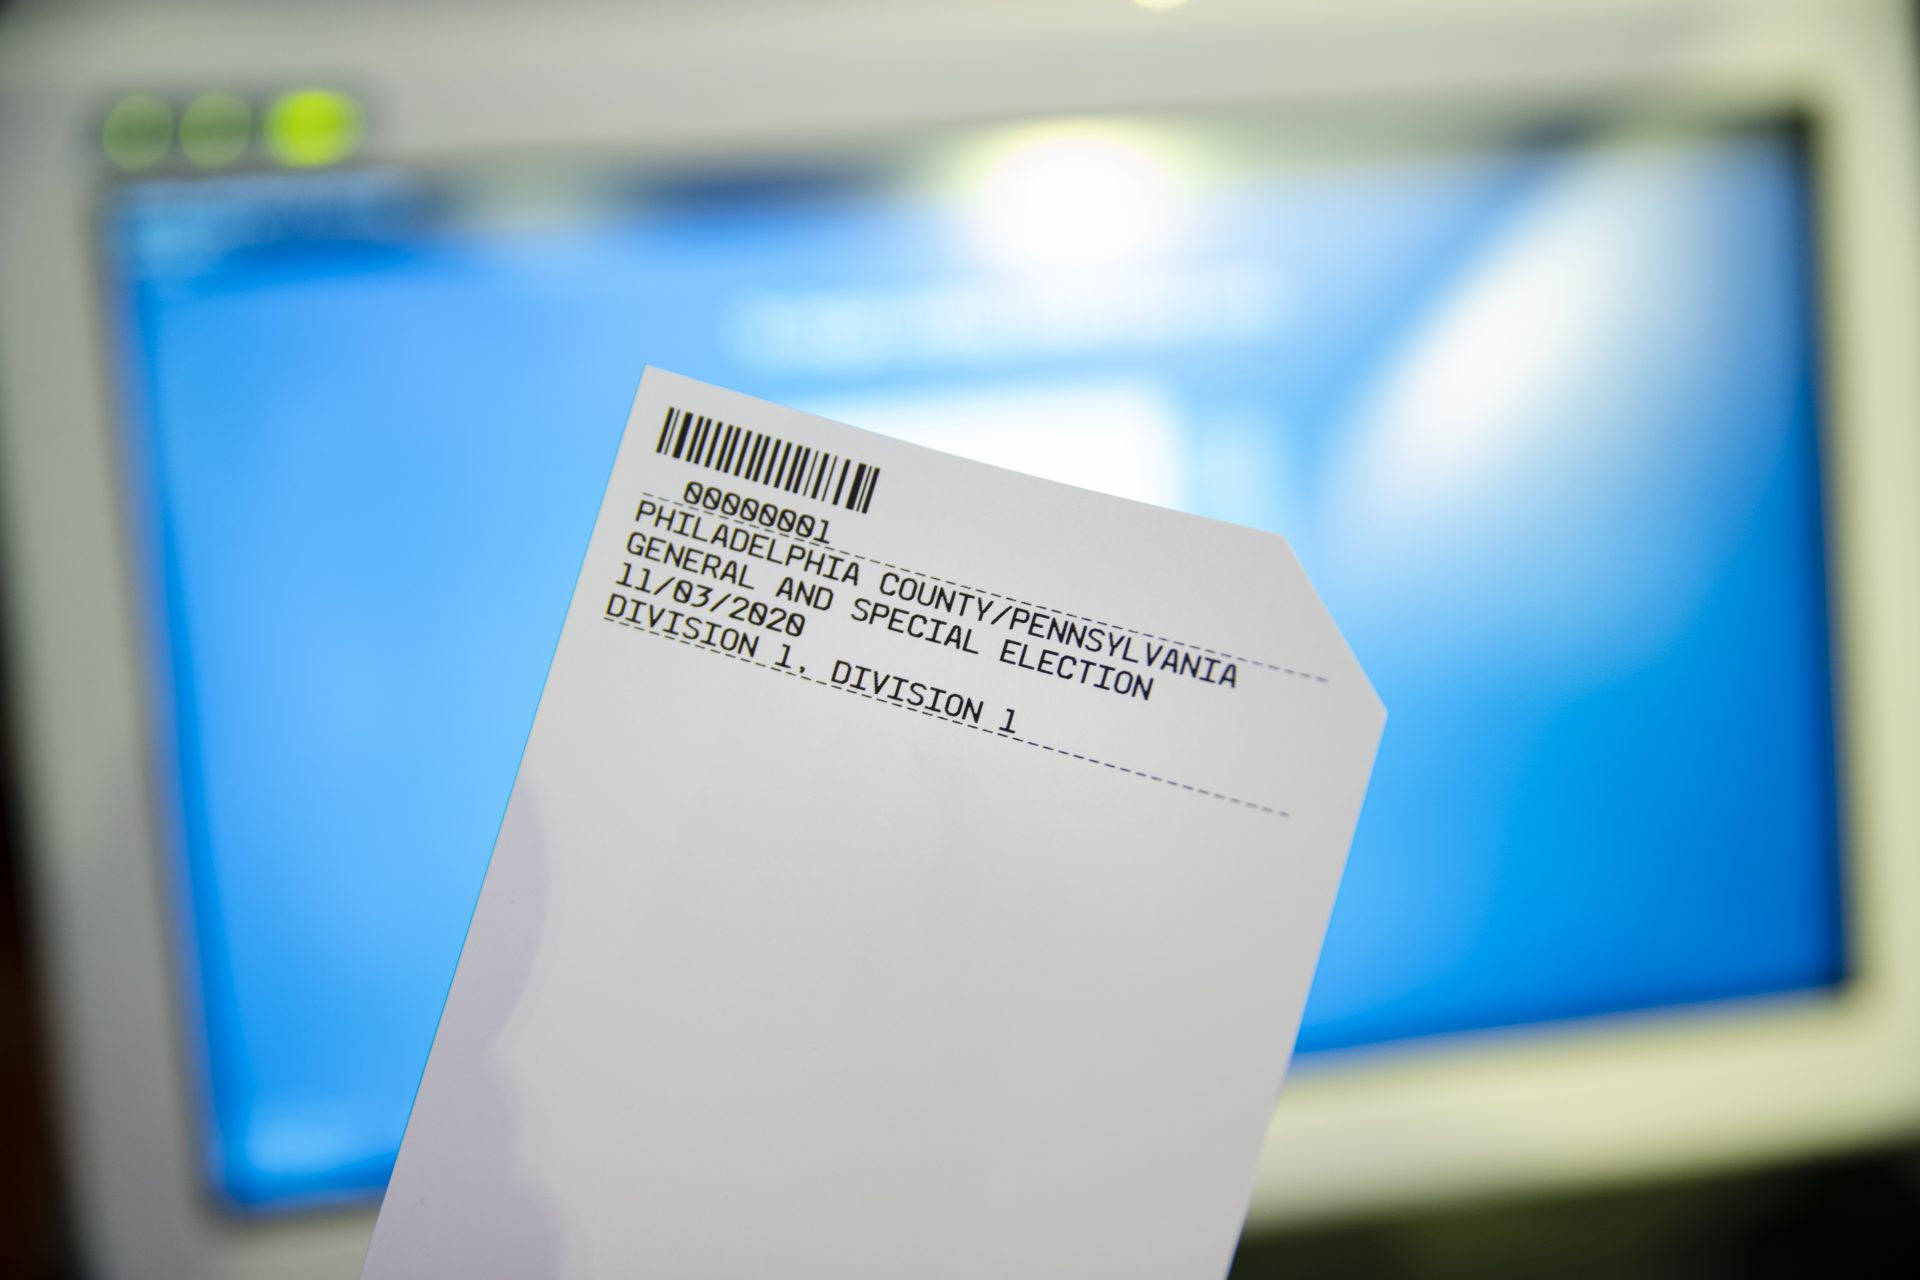 00000001
PHILADELPHIA COUNTY/PENNSYLVANIA
GENERAL AND SPECIAL ELECTION
11/03/2020
DIVISION 1, DIVISION 1